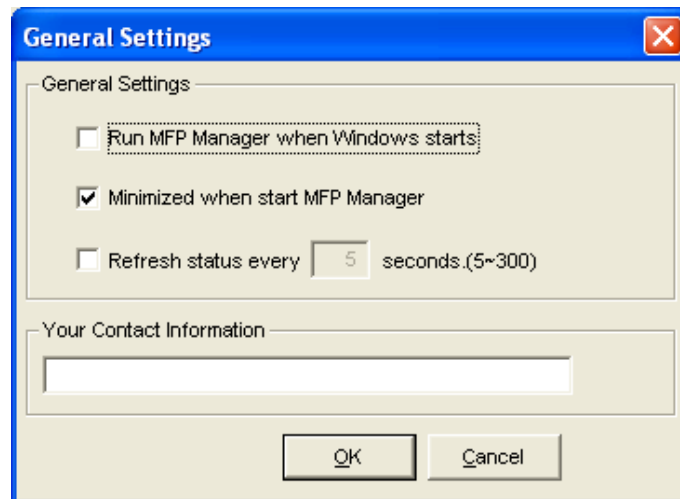 General Settings
General Settings
Run MFP Manager when Windows starts
Minimized when start MFP Manager
Refresh status every 5 seconds.(5~300)
Your Contact Information
OK Cancel